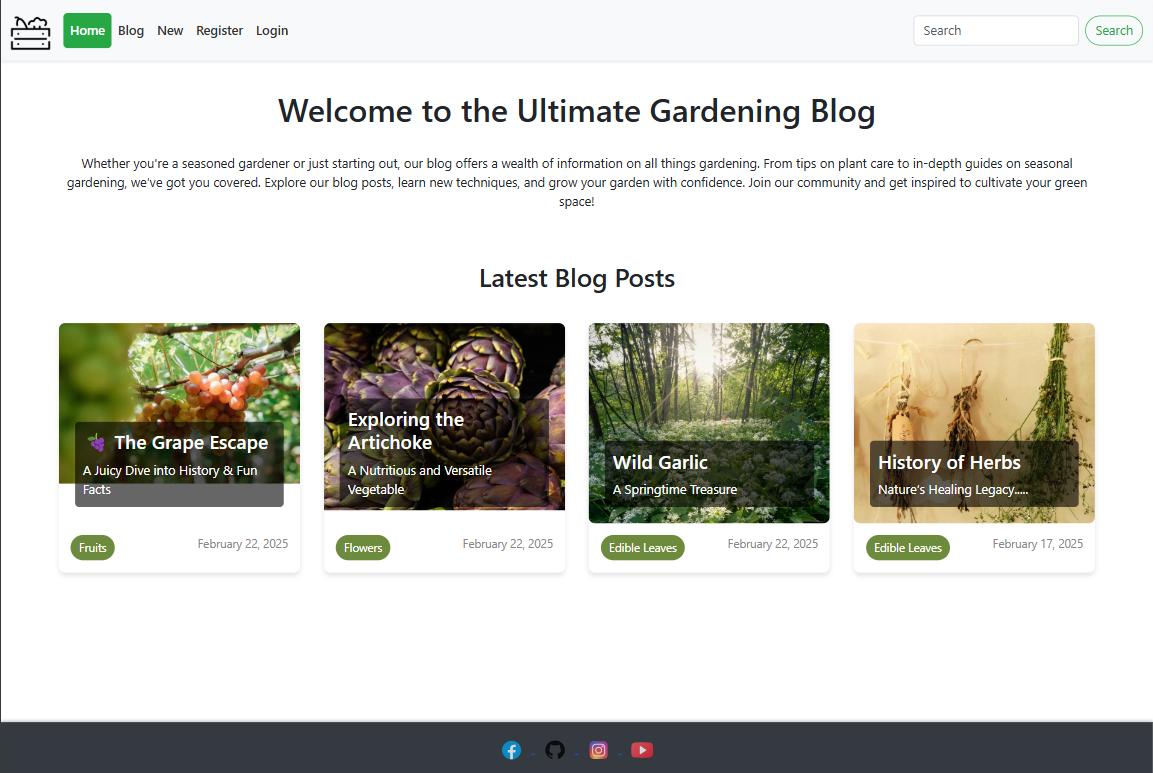 Home Blog New Register Login Search Search
Welcome to the Ultimate Gardening Blog
Whether you're a seasoned gardener or just starting out, our blog offers a wealth of information on all things gardening. From tips on plant care to in-depth guides on seasonal
gardening, we've got you covered. Explore our blog posts, learn new techniques, and grow your garden with confidence. Join our community and get inspired to cultivate your green
space!
Latest Blog Posts
🍇 The Grape Escape
A Juicy Dive into History & Fun
Facts
Fruits February 22, 2025
Exploring the
Artichoke
A Nutritious and Versatile
Vegetable
Flowers February 22, 2025
Wild Garlic
A Springtime Treasure
Edible Leaves February 22, 2025
History of Herbs
Nature's Healing Legacy.....
Edible Leaves February 17, 2025